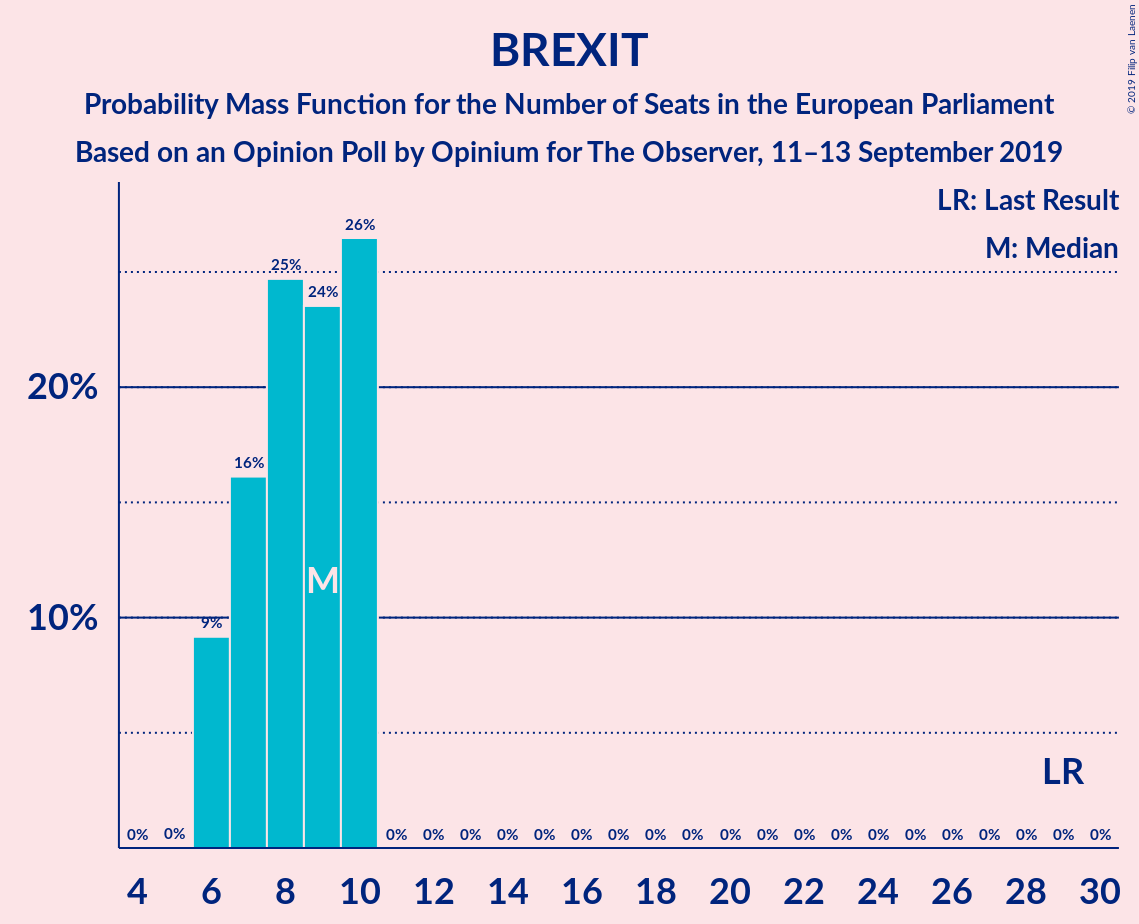 BREXIT
Probability Mass Function for the Number of Seats in the European Parliament
Based on an Opinion Poll by Opinium for The Observer, 11–13 September 2019
© 2019 Filip van Laenen
LR: Last Result
M: Median
26%
25%
24%
20%
16%
M
10%
9%
LR
0% 0% 0% 0% 0% 0% 0% 0% 0% 0% 0% 0% 0% 0% 0% 0% 0% 0% 0% 0% 0% 0%
4 6 8 10 12 14 16 18 20 22 24 26 28 30